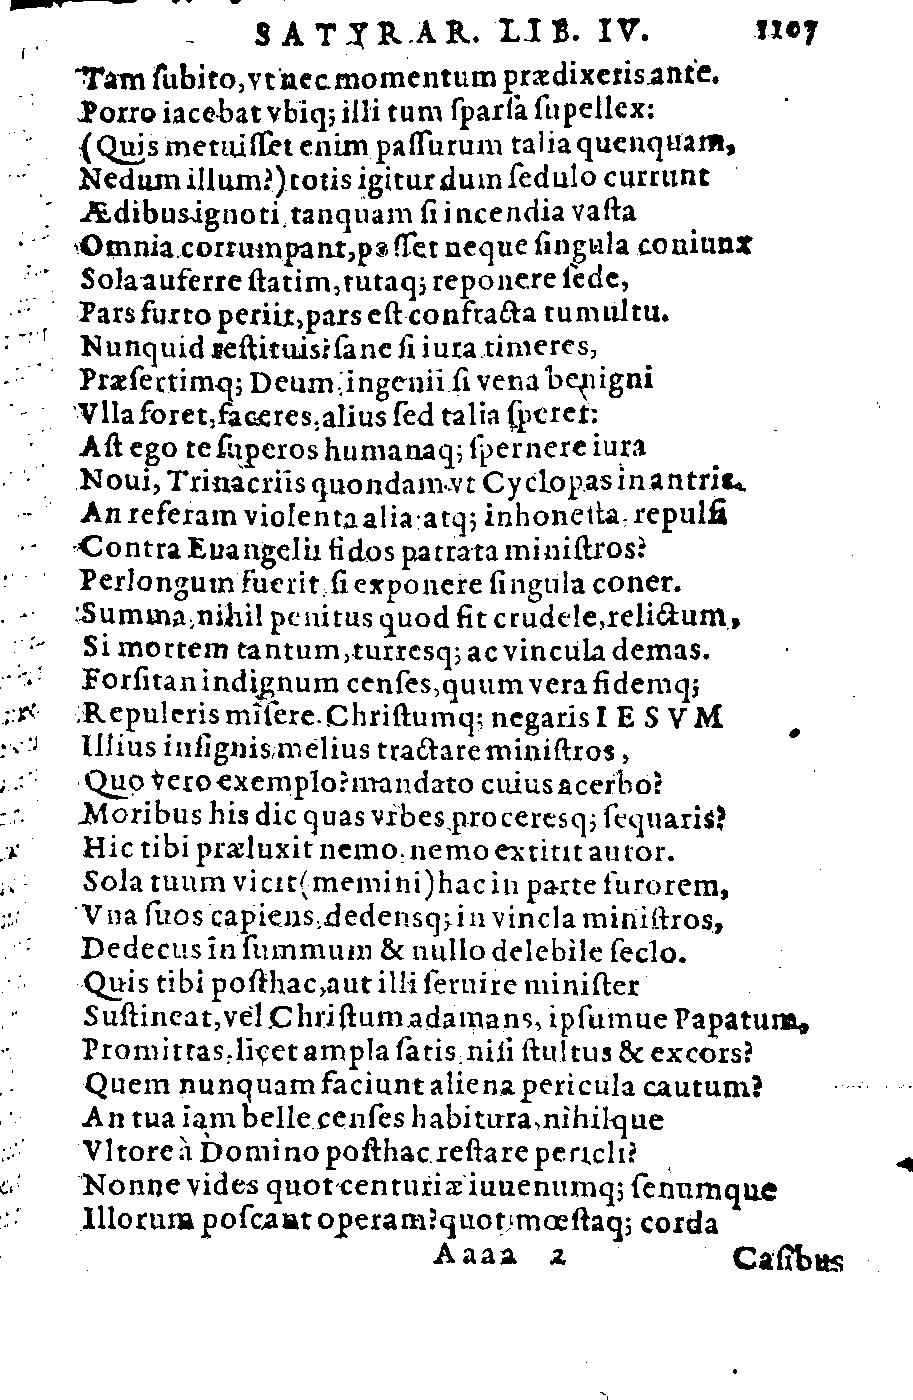 SATYRAR. LIB. IV. 1107
Tam ſubito, vt nec momentum prædixeris ante.
Porro iacebat vbiq; illi tum ſparſa ſupellex:
(Quis metuiſſet enim paſſurum talia quenquam,
Nedum illum?) totis igitur dum ſedulo currunt
Ædibus ignoti, tanquam ſi incendia vaſta
Omnia corrumpant, poſſet neque ſingula coniunx
Sola auferre ſtatim, tutaq; reponere ſede,
Pars furto periit, pars eſt confracta tumultu.
Nunquid reſtituis? ſane ſi iura timeres,
Præſertimq; Deum, ingenii ſi vena benigni
Vlla foret, faceres, alius ſed talia ſperet:
Aſt ego te ſuperos humanaq; ſpernere iura
Noui, Trinacriis quondam vt Cyclopas in antris.
An referam violenta alia atq; inhoneſta, repulſi
Contra Euangelii fidos patrata miniſtros?
Perlongum fuerit ſi exponere ſingula coner.
Summa, nihil penitus quod ſit crudele, relictum,
Si mortem tantum, turresq; ac vincula demas.
Forſitan indignum cenſes, quum vera fidemq;
Repuleris miſere. Chriſtumq; negaris IESVM
Illius inſignis melius tractare miniſtros,
Quo vero exemplo? mandato cuius acerbo?
Moribus his dic quas vrbes proceresq; ſequaris?
Hic tibi præluxit nemo, nemo extitit autor.
Sola tuum vicit (memini) hac in parte furorem,
Vna ſuos capiens, dedensq; in vincla miniſtros,
Dedecus in ſummum & nullo delebile ſeclo.
Quis tibi poſthac, aut illi ſeruire miniſter
Suſtineat, vel Chriſtum adamans, ipſumue Papatum,
Promittas, licet ampla ſatis, niſi ſtultus & excors?
Quem nunquam faciunt aliena pericula cautum?
An tua iam belle cenſes habitura, nihilque
Vltore à Domino poſthac reſtare pericli?
Nonne vides quot centuriæ iuuenumq; ſenumque
Illorum poſcant operam? quot mœſtaq; corda
Aaaa 2 Caſibus